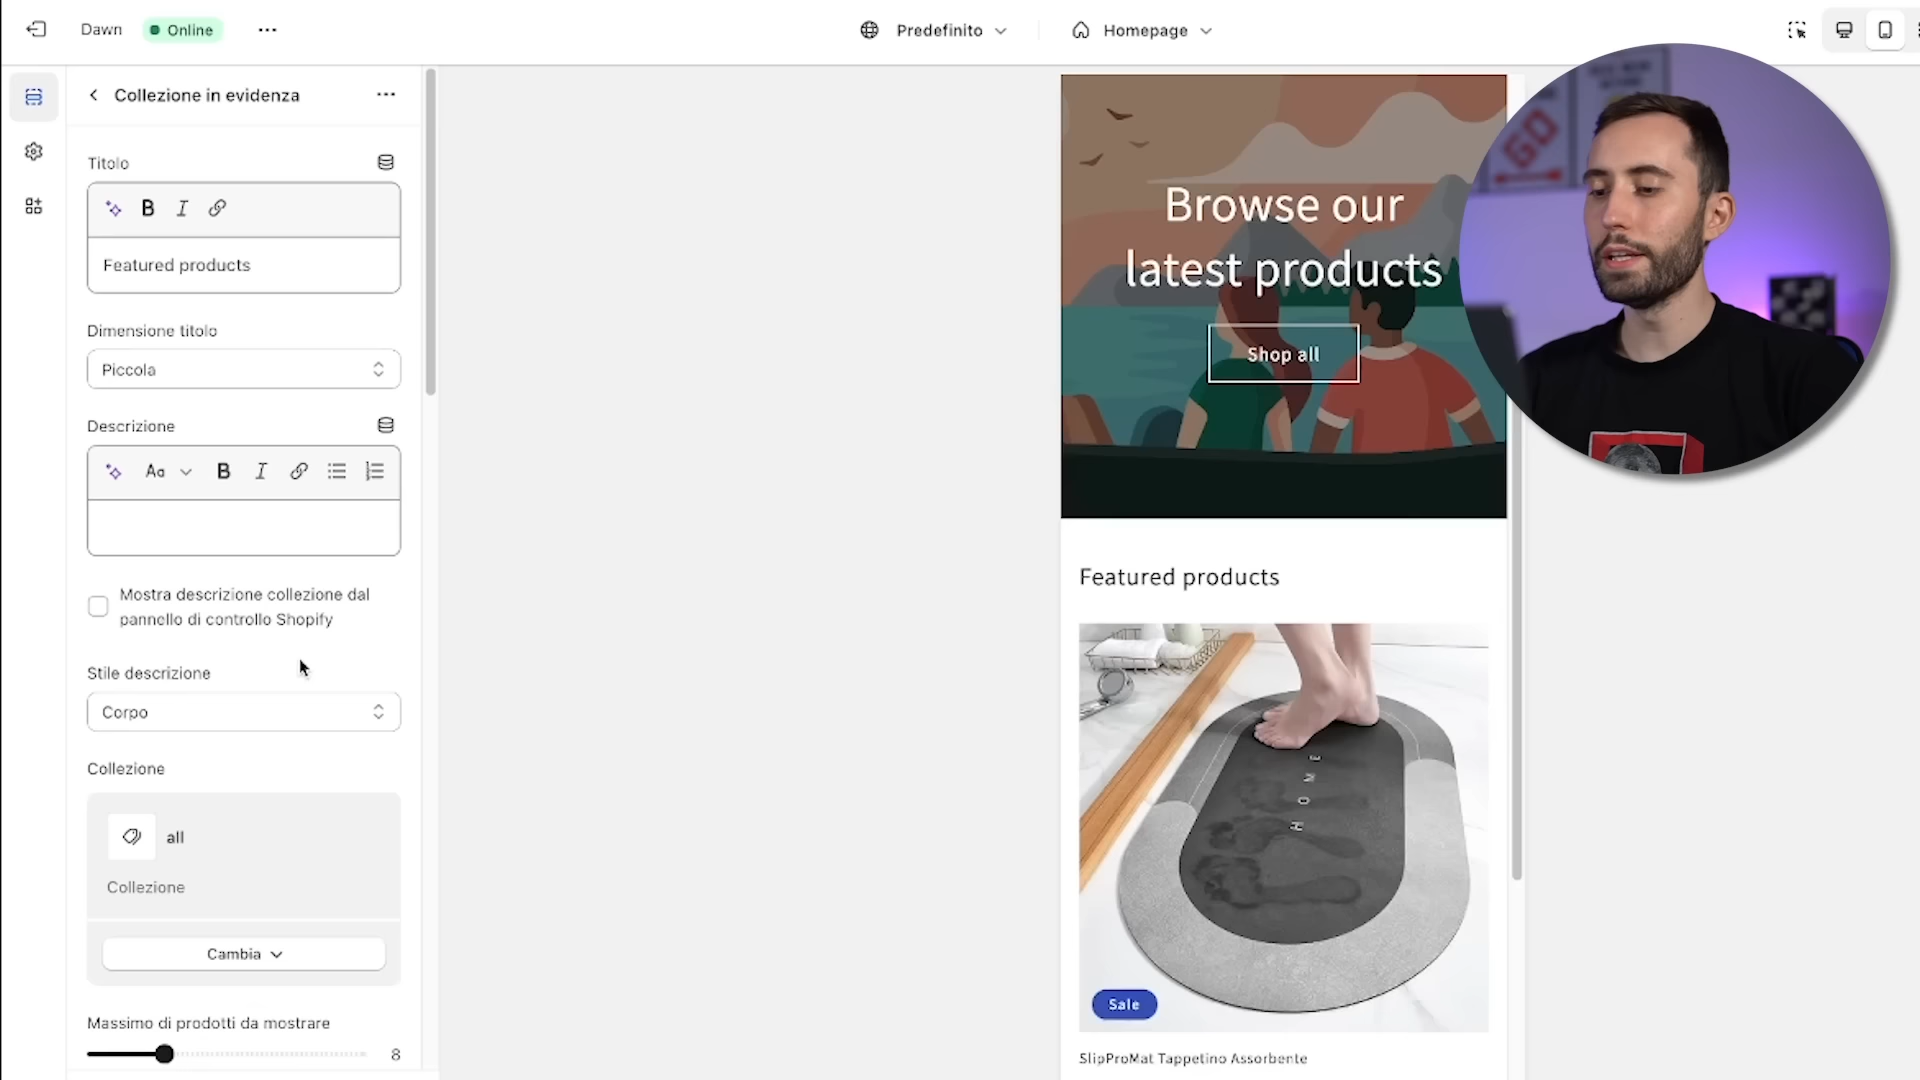 Dawn
Online
Predefinito
Homepage
Collezione in evidenza
Titolo
B I
Featured products
Dimensione titolo
Piccola
Descrizione
Aa B I
Mostra descrizione collezione dal
pannello di controllo Shopify
Stile descrizione
Corpo
Collezione
all
Collezione
Cambia
Massimo di prodotti da mostrare
8
Browse our
latest products
Shop all
Featured products
HOME
Sale
SlipProMat Tappetino Assorbente
GO